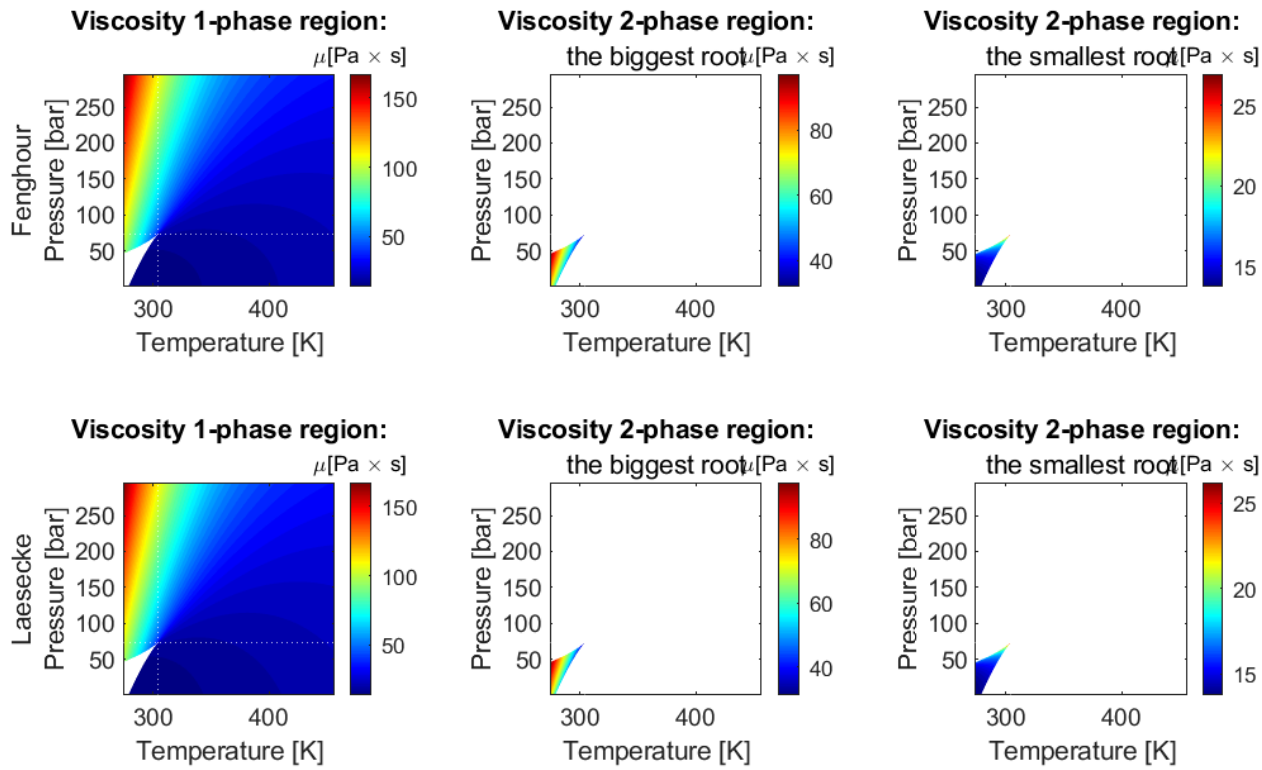 Viscosity 1-phase region:
μ[Pa × s]
Fenghour
Pressure [bar]
250
200
150
100
50
300
400
Temperature [K]
150
100
50
Viscosity 2-phase region:
the biggest root
μ[Pa × s]
Pressure [bar]
250
200
150
100
50
300
400
Temperature [K]
80
60
40
Viscosity 2-phase region:
the smallest root
[Pa × s]
Pressure [bar]
250
200
150
100
50
300
400
Temperature [K]
25
20
15
Viscosity 1-phase region:
μ[Pa × s]
Laesecke
Pressure [bar]
250
200
150
100
50
300
400
Temperature [K]
150
100
50
Viscosity 2-phase region:
the biggest root
μ[Pa × s]
Pressure [bar]
250
200
150
100
50
300
400
Temperature [K]
80
60
40
Viscosity 2-phase region:
the smallest root
[Pa × s]
Pressure [bar]
250
200
150
100
50
300
400
Temperature [K]
25
20
15